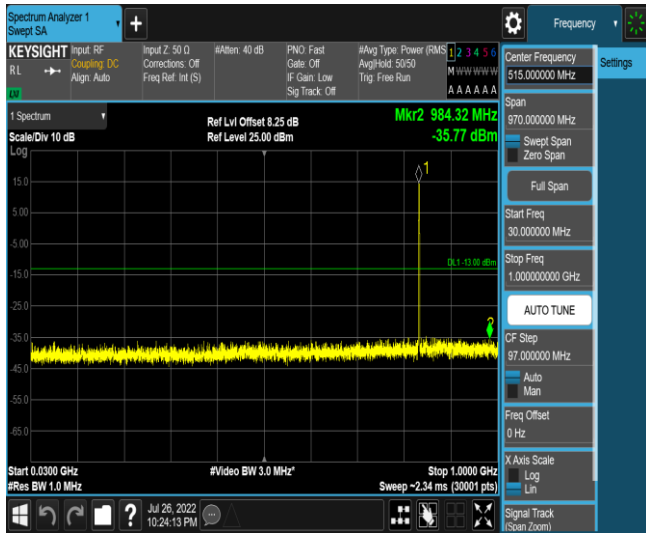 Spectrum Analyzer 1
Swept SA
+
Frequency
KEYSIGHT
RL
Input: RF
Coupling: DC
Align: Auto
Input Z: 50 Ω
Corrections: Off
Freq Ref: Int (S)
#Atten: 40 dB
PNO: Fast
Gate: Off
IF Gain: Low
Sig Track: Off
#Avg Type: Power (RMS
Avg|Hold: 50/50
Trig: Free Run
1 2 3 4 5 6
M W W W W W
A A A A A A
1 Spectrum
Scale/Div 10 dB
Log
Ref Lvl Offset 8.25 dB
Ref Level 25.00 dBm
Mkr2 984.32 MHz
-35.77 dBm
1
15.0
5.00
-5.00
DL1 -13.00 dBm
-15.0
-25.0
2
-35.0
-45.0
-55.0
-65.0
Start 0.0300 GHz
#Res BW 1.0 MHz
#Video BW 3.0 MHz*
Stop 1.0000 GHz
Sweep ~2.34 ms (30001 pts)
Jul 26, 2022
10:24:13 PM
?
Center Frequency
515.000000 MHz
Settings
Span
970.000000 MHz
Swept Span
Zero Span
Full Span
Start Freq
30.000000 MHz
Stop Freq
1.000000000 GHz
AUTO TUNE
CF Step
97.000000 MHz
Auto
Man
Freq Offset
0 Hz
X Axis Scale
Log
Lin
Signal Track
(Span Zoom)